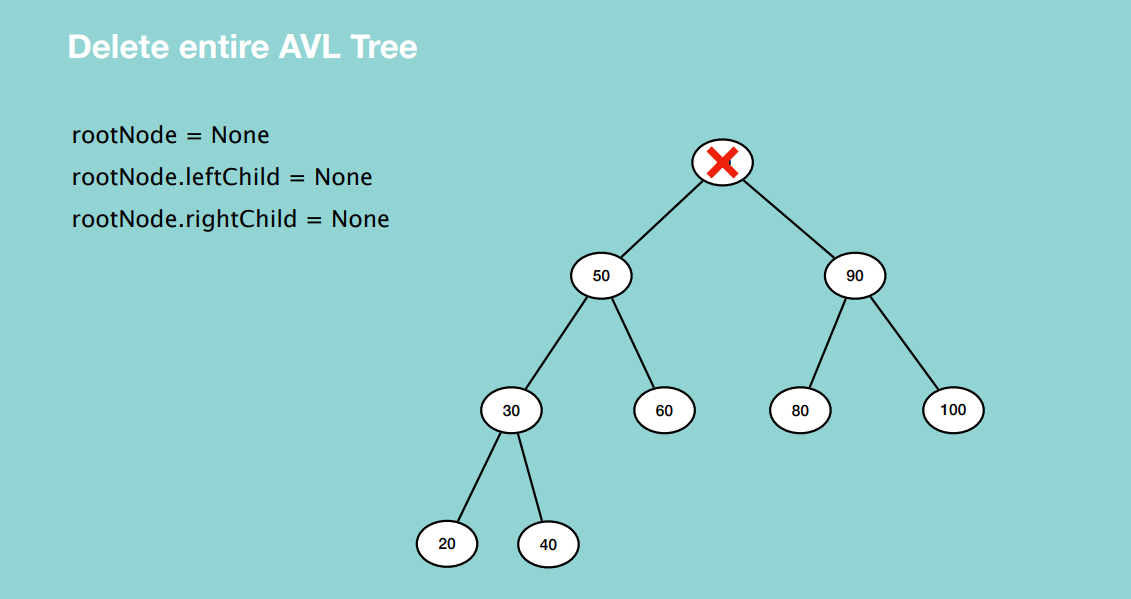 Delete entire AVL Tree
rootNode = None
rootNode.leftChild = None
rootNode.rightChild = None
50
90
30
60
80
100
20
40